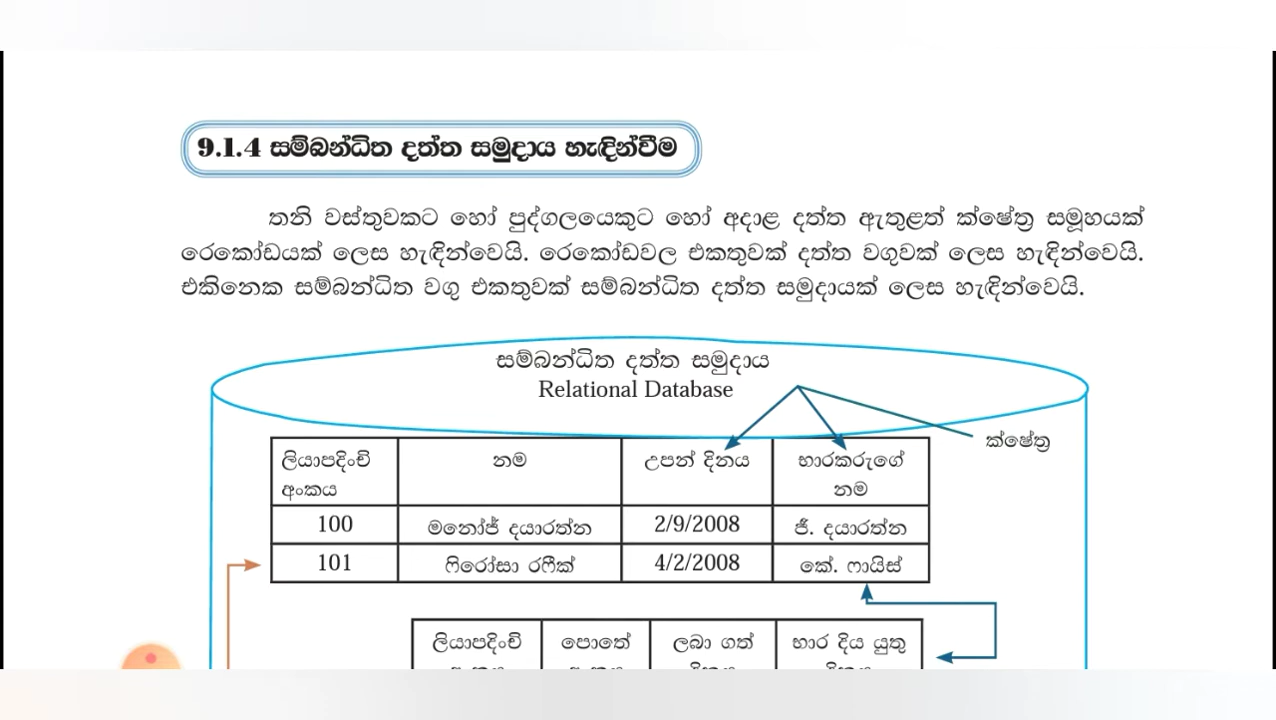 9.1.4 සම්බන්ධිත දත්ත සමුදාය හැඳින්වීම
තනි වස්තුවකට හෝ පුද්ගලයෙකුට හෝ අදාළ දත්ත ඇතුළත් ක්ෂේත්‍ර සමූහයක්
රෙකෝඩයක් ලෙස හැඳින්වෙයි. රෙකෝඩවල එකතුවක් දත්ත වගුවක් ලෙස හැඳින්වෙයි.
එකිනෙක සම්බන්ධිත වගු එකතුවක් සම්බන්ධිත දත්ත සමුදායක් ලෙස හැඳින්වෙයි.
සම්බන්ධිත දත්ත සමුදාය
Relational Database
ක්ෂේත්‍ර
ලියාපදිංචි නම උපන් දිනය භාරකරුගේ
අංකය නම
100 මනෝජ් දයාරත්න 2/9/2008 ජී. දයාරත්න
101 ෆිරෝසා රෆීක් 4/2/2008 කේ. ෆායිස්
ලියාපදිංචි පොතේ ලබා ගත් භාර දිය යුතු